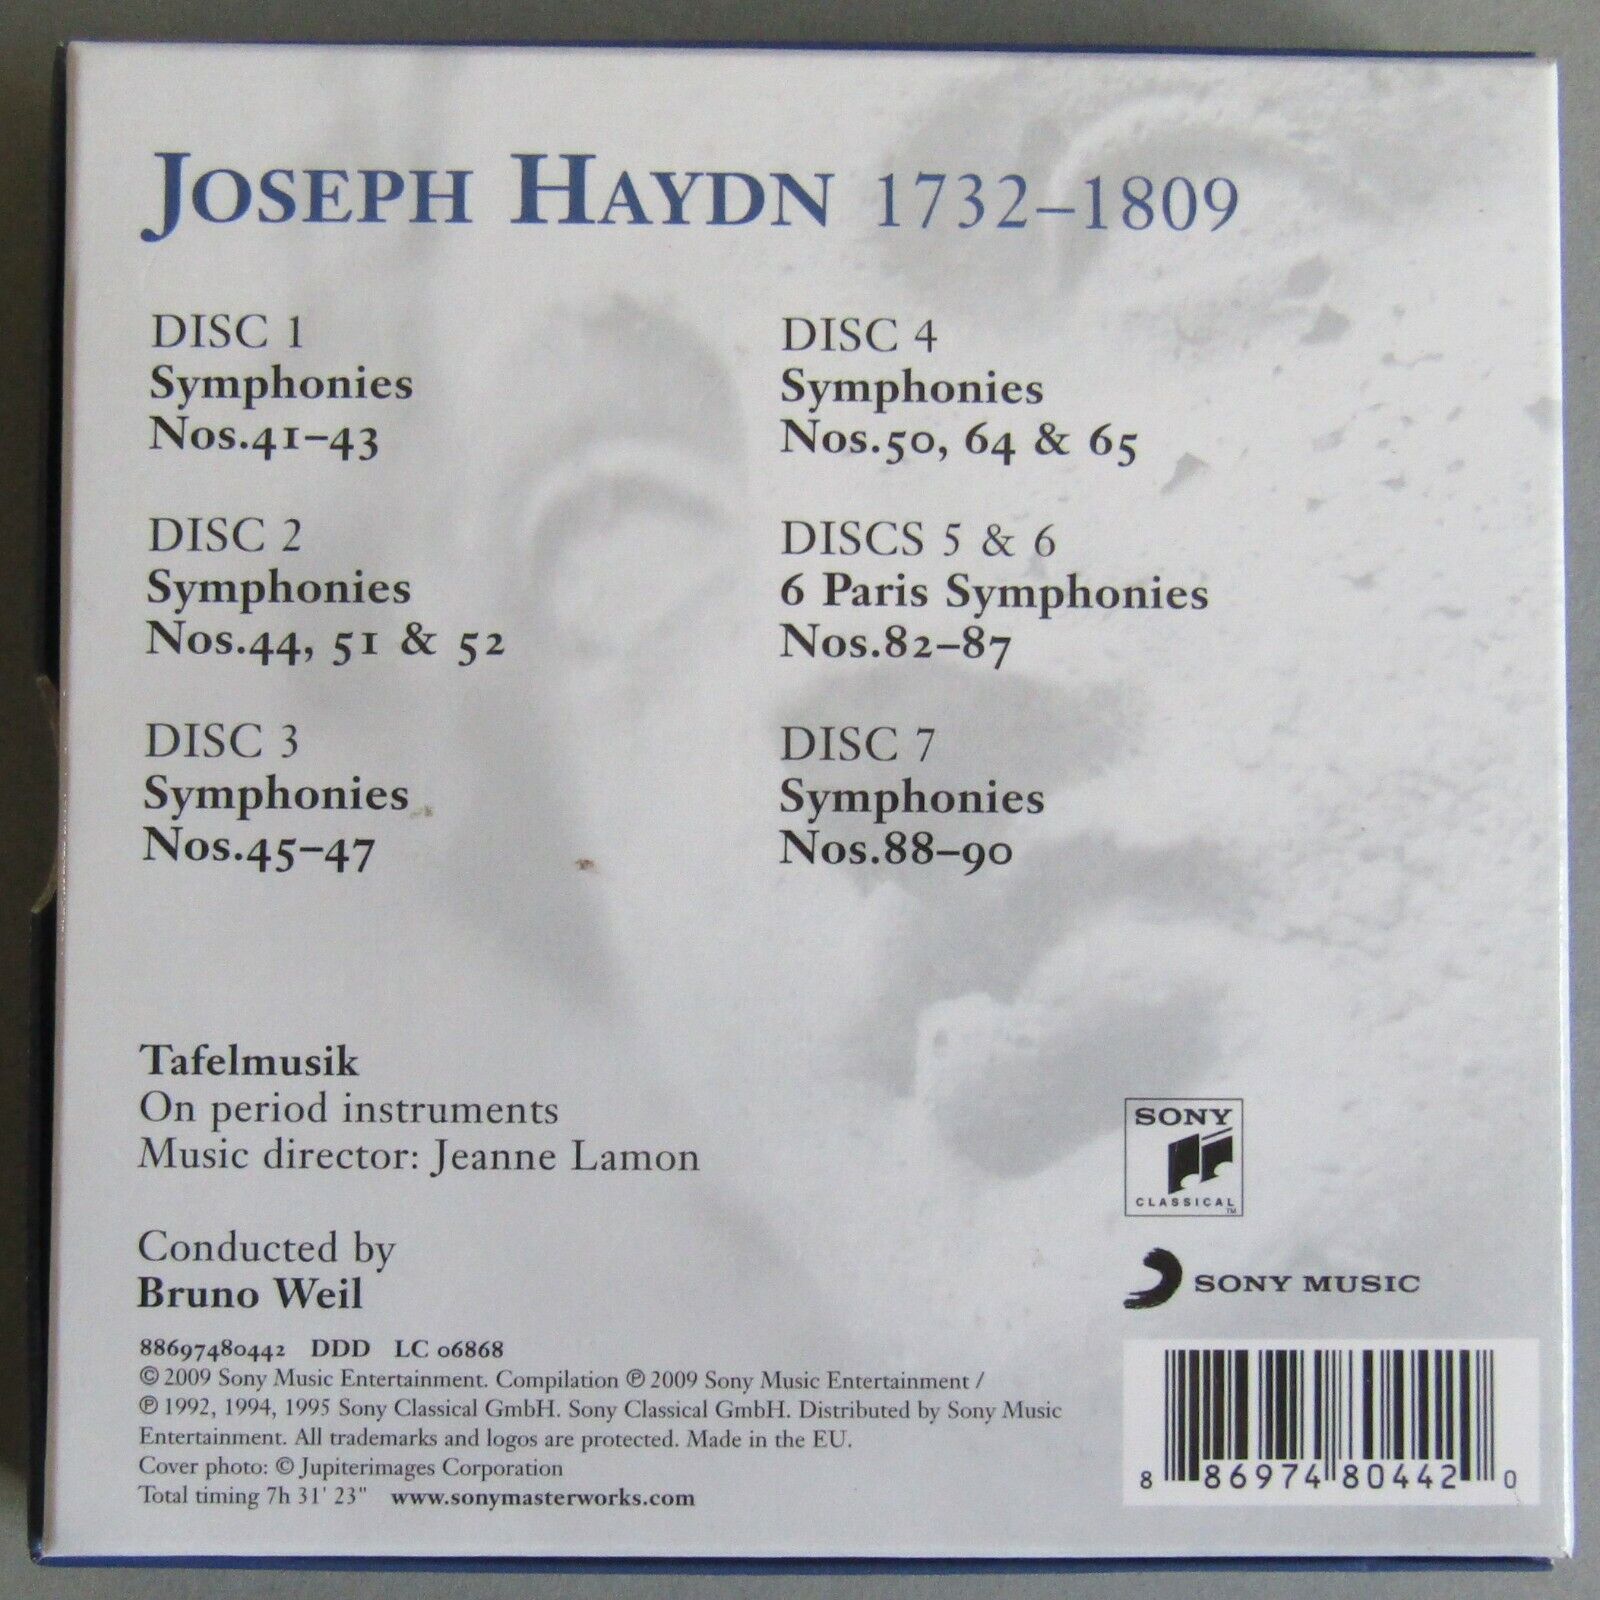 JOSEPH HAYDN 1732–1809
DISC 1
Symphonies
Nos.41–43
DISC 2
Symphonies
Nos.44, 51 & 52
DISC 3
Symphonies
Nos.45–47
DISC 4
Symphonies
Nos.50, 64 & 65
DISCS 5 & 6
6 Paris Symphonies
Nos.82–87
DISC 7
Symphonies
Nos.88–90
Tafelmusik
On period instruments
Music director: Jeanne Lamon
Conducted by
Bruno Weil
88697480442 DDD LC 06868
© 2009 Sony Music Entertainment. Compilation ℗ 2009 Sony Music Entertainment /
℗ 1992, 1994, 1995 Sony Classical GmbH. Sony Classical GmbH. Distributed by Sony Music
Entertainment. All trademarks and logos are protected. Made in the EU.
Cover photo: © Jupiterimages Corporation
Total timing 7h 31' 23" www.sonymasterworks.com
SONY
CLASSICAL™
SONY MUSIC
8 86974 80442 0